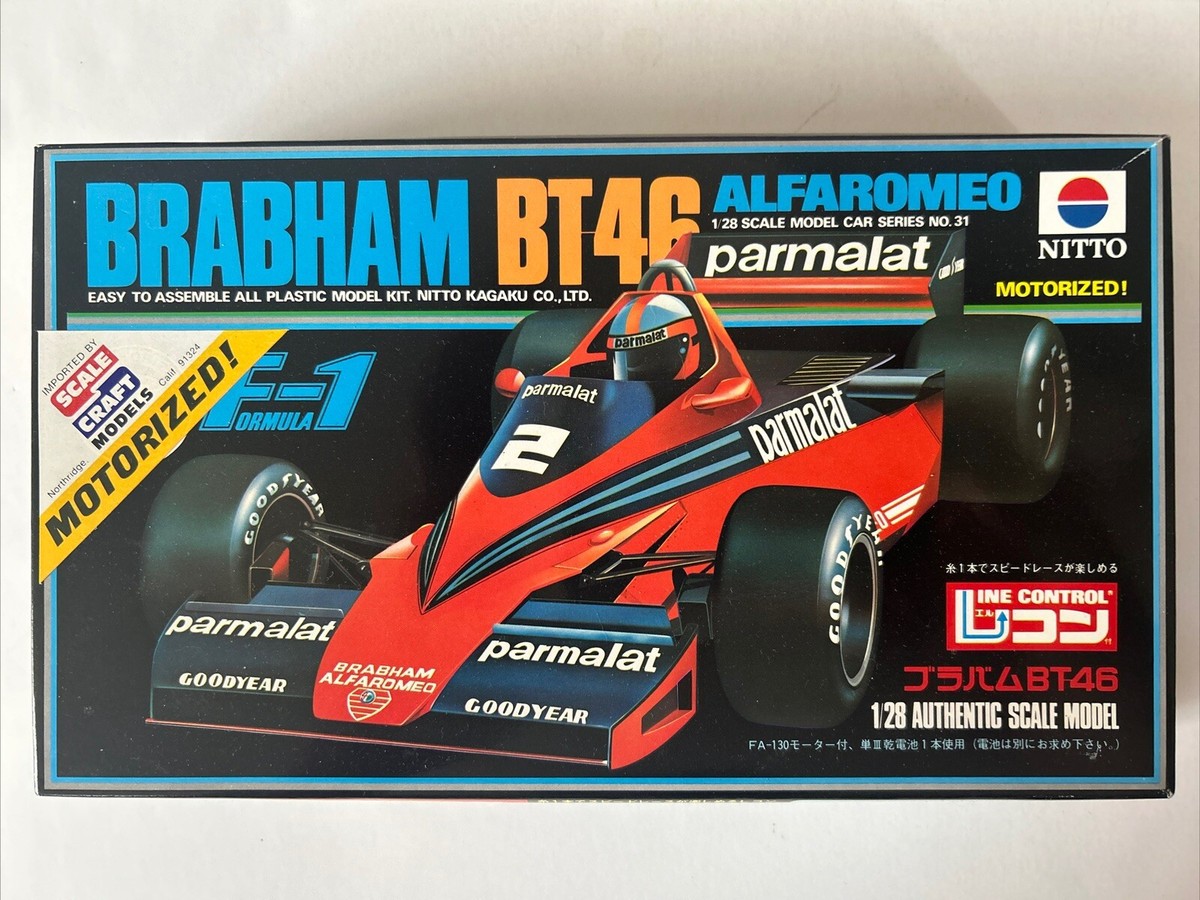 BRABHAM BT46 ALFAROMEO
1/28 SCALE MODEL CAR SERIES NO.31
EASY TO ASSEMBLE ALL PLASTIC MODEL KIT. NITTO KAGAKU CO.,LTD.
NITTO
MOTORIZED!
IMPORTED BY
SCALE
CRAFT
MODELS
Northridge. Calif. 91324
MOTORIZED!
F-1
FORMULA
parmalat
parmalat
parmalat
2
parmalat
GOODYEAR
GOODYEAR
parmalat
GOODYEAR
BRABHAM
ALFAROMEO
parmalat
GOODYEAR
糸1本でスピードレースが楽しめる
LINE CONTROL
エル
レコン
付
ブラバムBT46
1/28 AUTHENTIC SCALE MODEL
FA-130モーター付、単Ⅲ乾電池1本使用(電池は別にお求め下さい。)